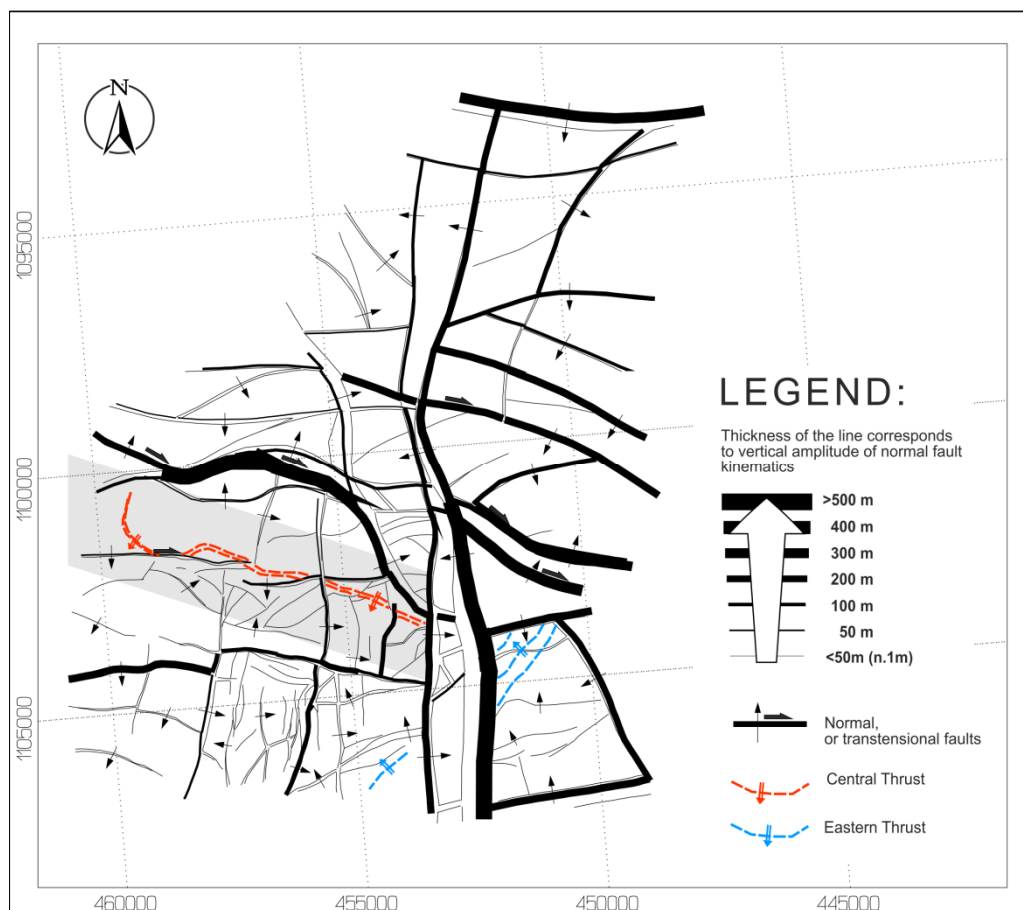 N
1095000
1100000
1105000
LEGEND:
Thickness of the line corresponds
to vertical amplitude of normal fault
kinematics
>500 m
400 m
300 m
200 m
100 m
50 m
<50m (n.1m)
Normal,
or transtensional faults
Central Thrust
Eastern Thrust
460000
455000
450000
445000